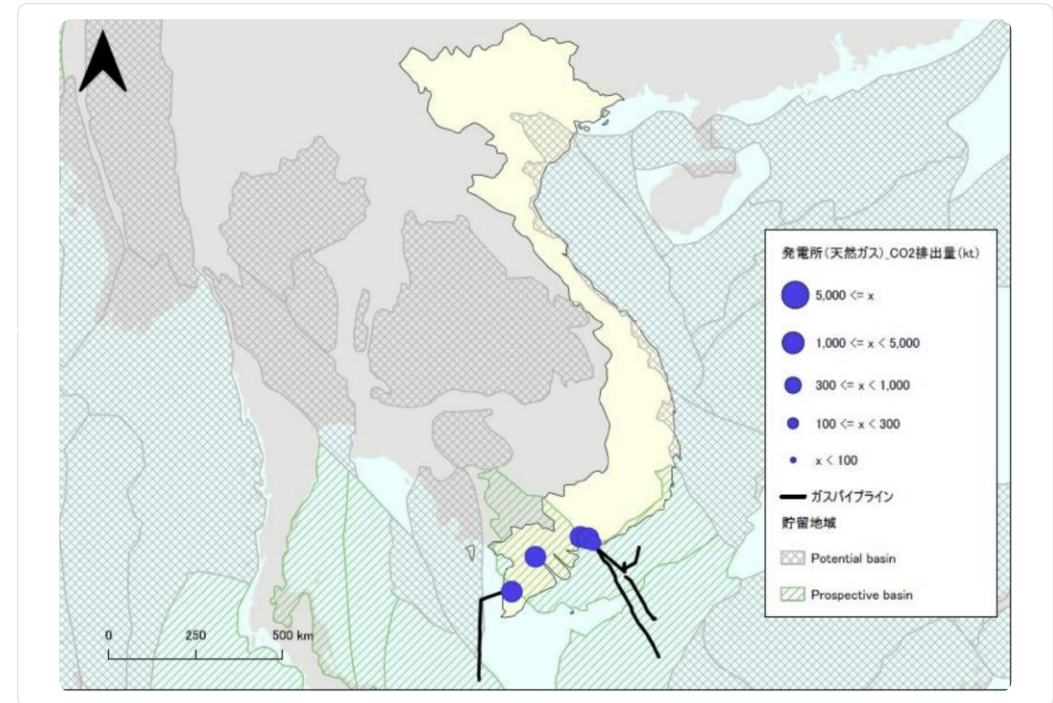 発電所(天然ガス)_CO2排出量(kt)
5,000 <= x
1,000 <= x < 5,000
300 <= x < 1,000
100 <= x < 300
x < 100
ガスパイプライン
貯留地域
Potential basin
Prospective basin
0 250 500 km